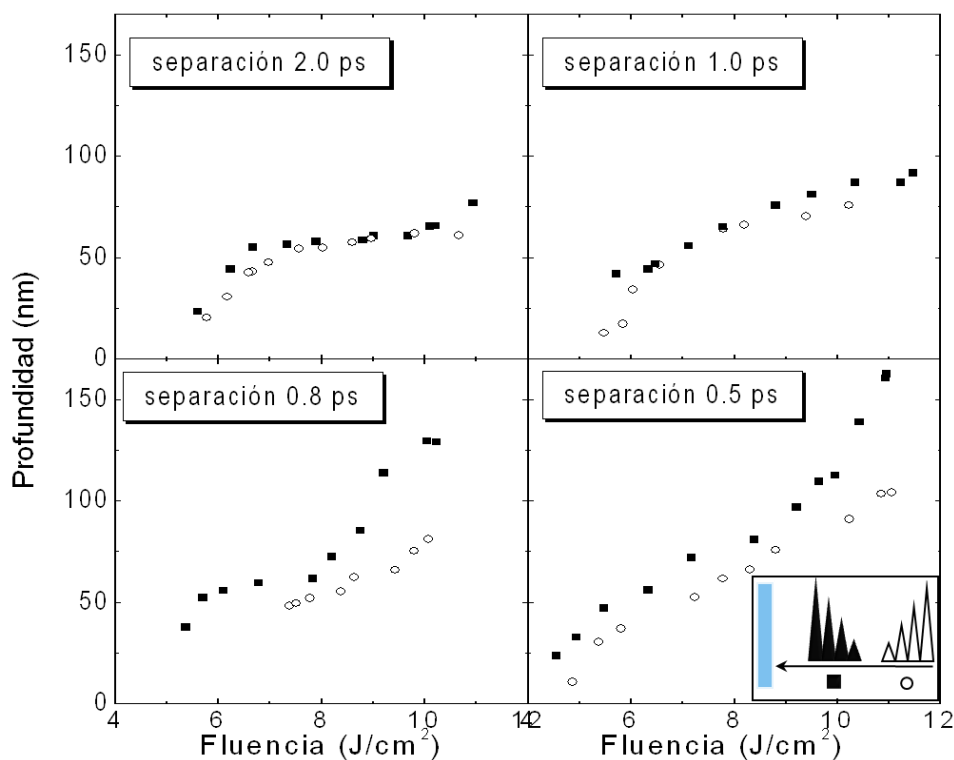 150
100
50
0
separación 2.0 ps
separación 1.0 ps
150
100
50
0
separación 0.8 ps
separación 0.5 ps
Profundidad (nm)
4 6 8 10 12
4 6 8 10 12
Fluencia (J/cm²) Fluencia (J/cm²)